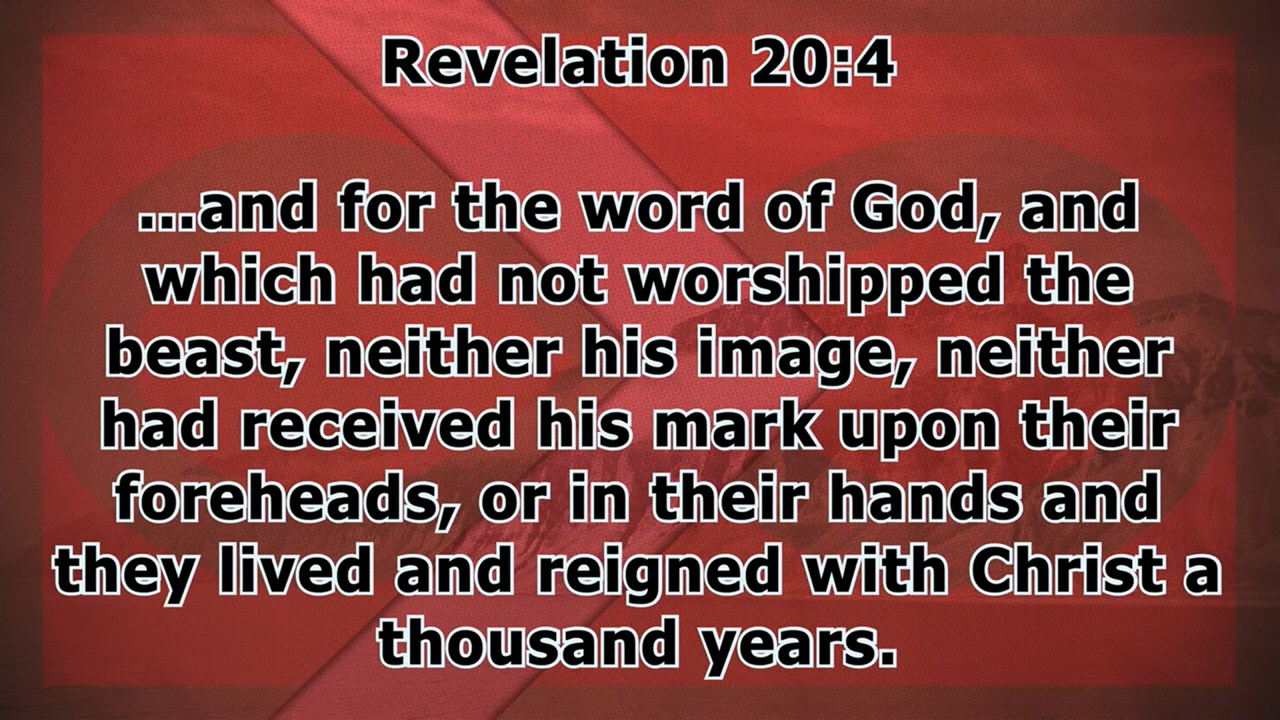 Revelation 20:4
...and for the word of God, and
which had not worshipped the
beast, neither his image, neither
had received his mark upon their
foreheads, or in their hands and
they lived and reigned with Christ a
thousand years.